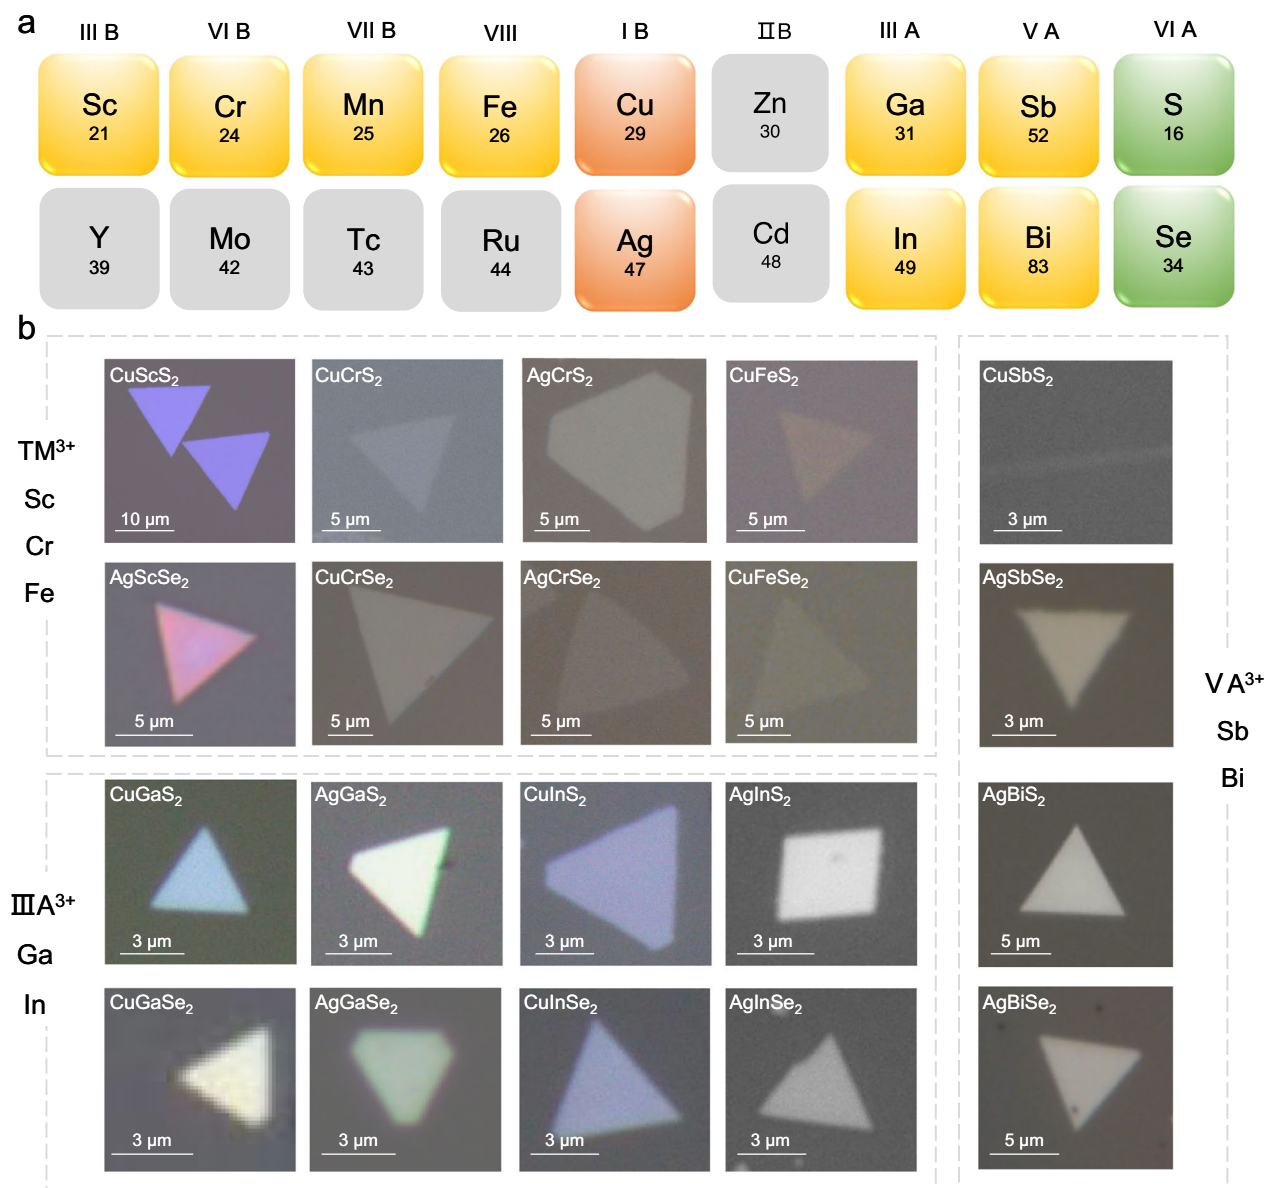 a
III B VI B VII B VIII I B ⅡB III A V A VI A
Sc Cr Mn Fe Cu Zn Ga Sb S
21 24 25 26 29 30 31 52 16
Y Mo Tc Ru Ag Cd In Bi Se
39 42 43 44 47 48 49 83 34
b
CuScS₂ CuCrS₂ AgCrS₂ CuFeS₂ CuSbS₂
10 μm 5 μm 5 μm 5 μm 3 μm
TM³⁺
Sc
Cr
Fe
AgScSe₂ CuCrSe₂ AgCrSe₂ CuFeSe₂ AgSbSe₂
5 μm 5 μm 5 μm 5 μm 3 μm
ⅤA³⁺
Sb
Bi
CuGaS₂ AgGaS₂ CuInS₂ AgInS₂ AgBiS₂
3 μm 3 μm 3 μm 3 μm 5 μm
ⅢA³⁺
Ga
In
CuGaSe₂ AgGaSe₂ CuInSe₂ AgInSe₂ AgBiSe₂
3 μm 3 μm 3 μm 3 μm 5 μm